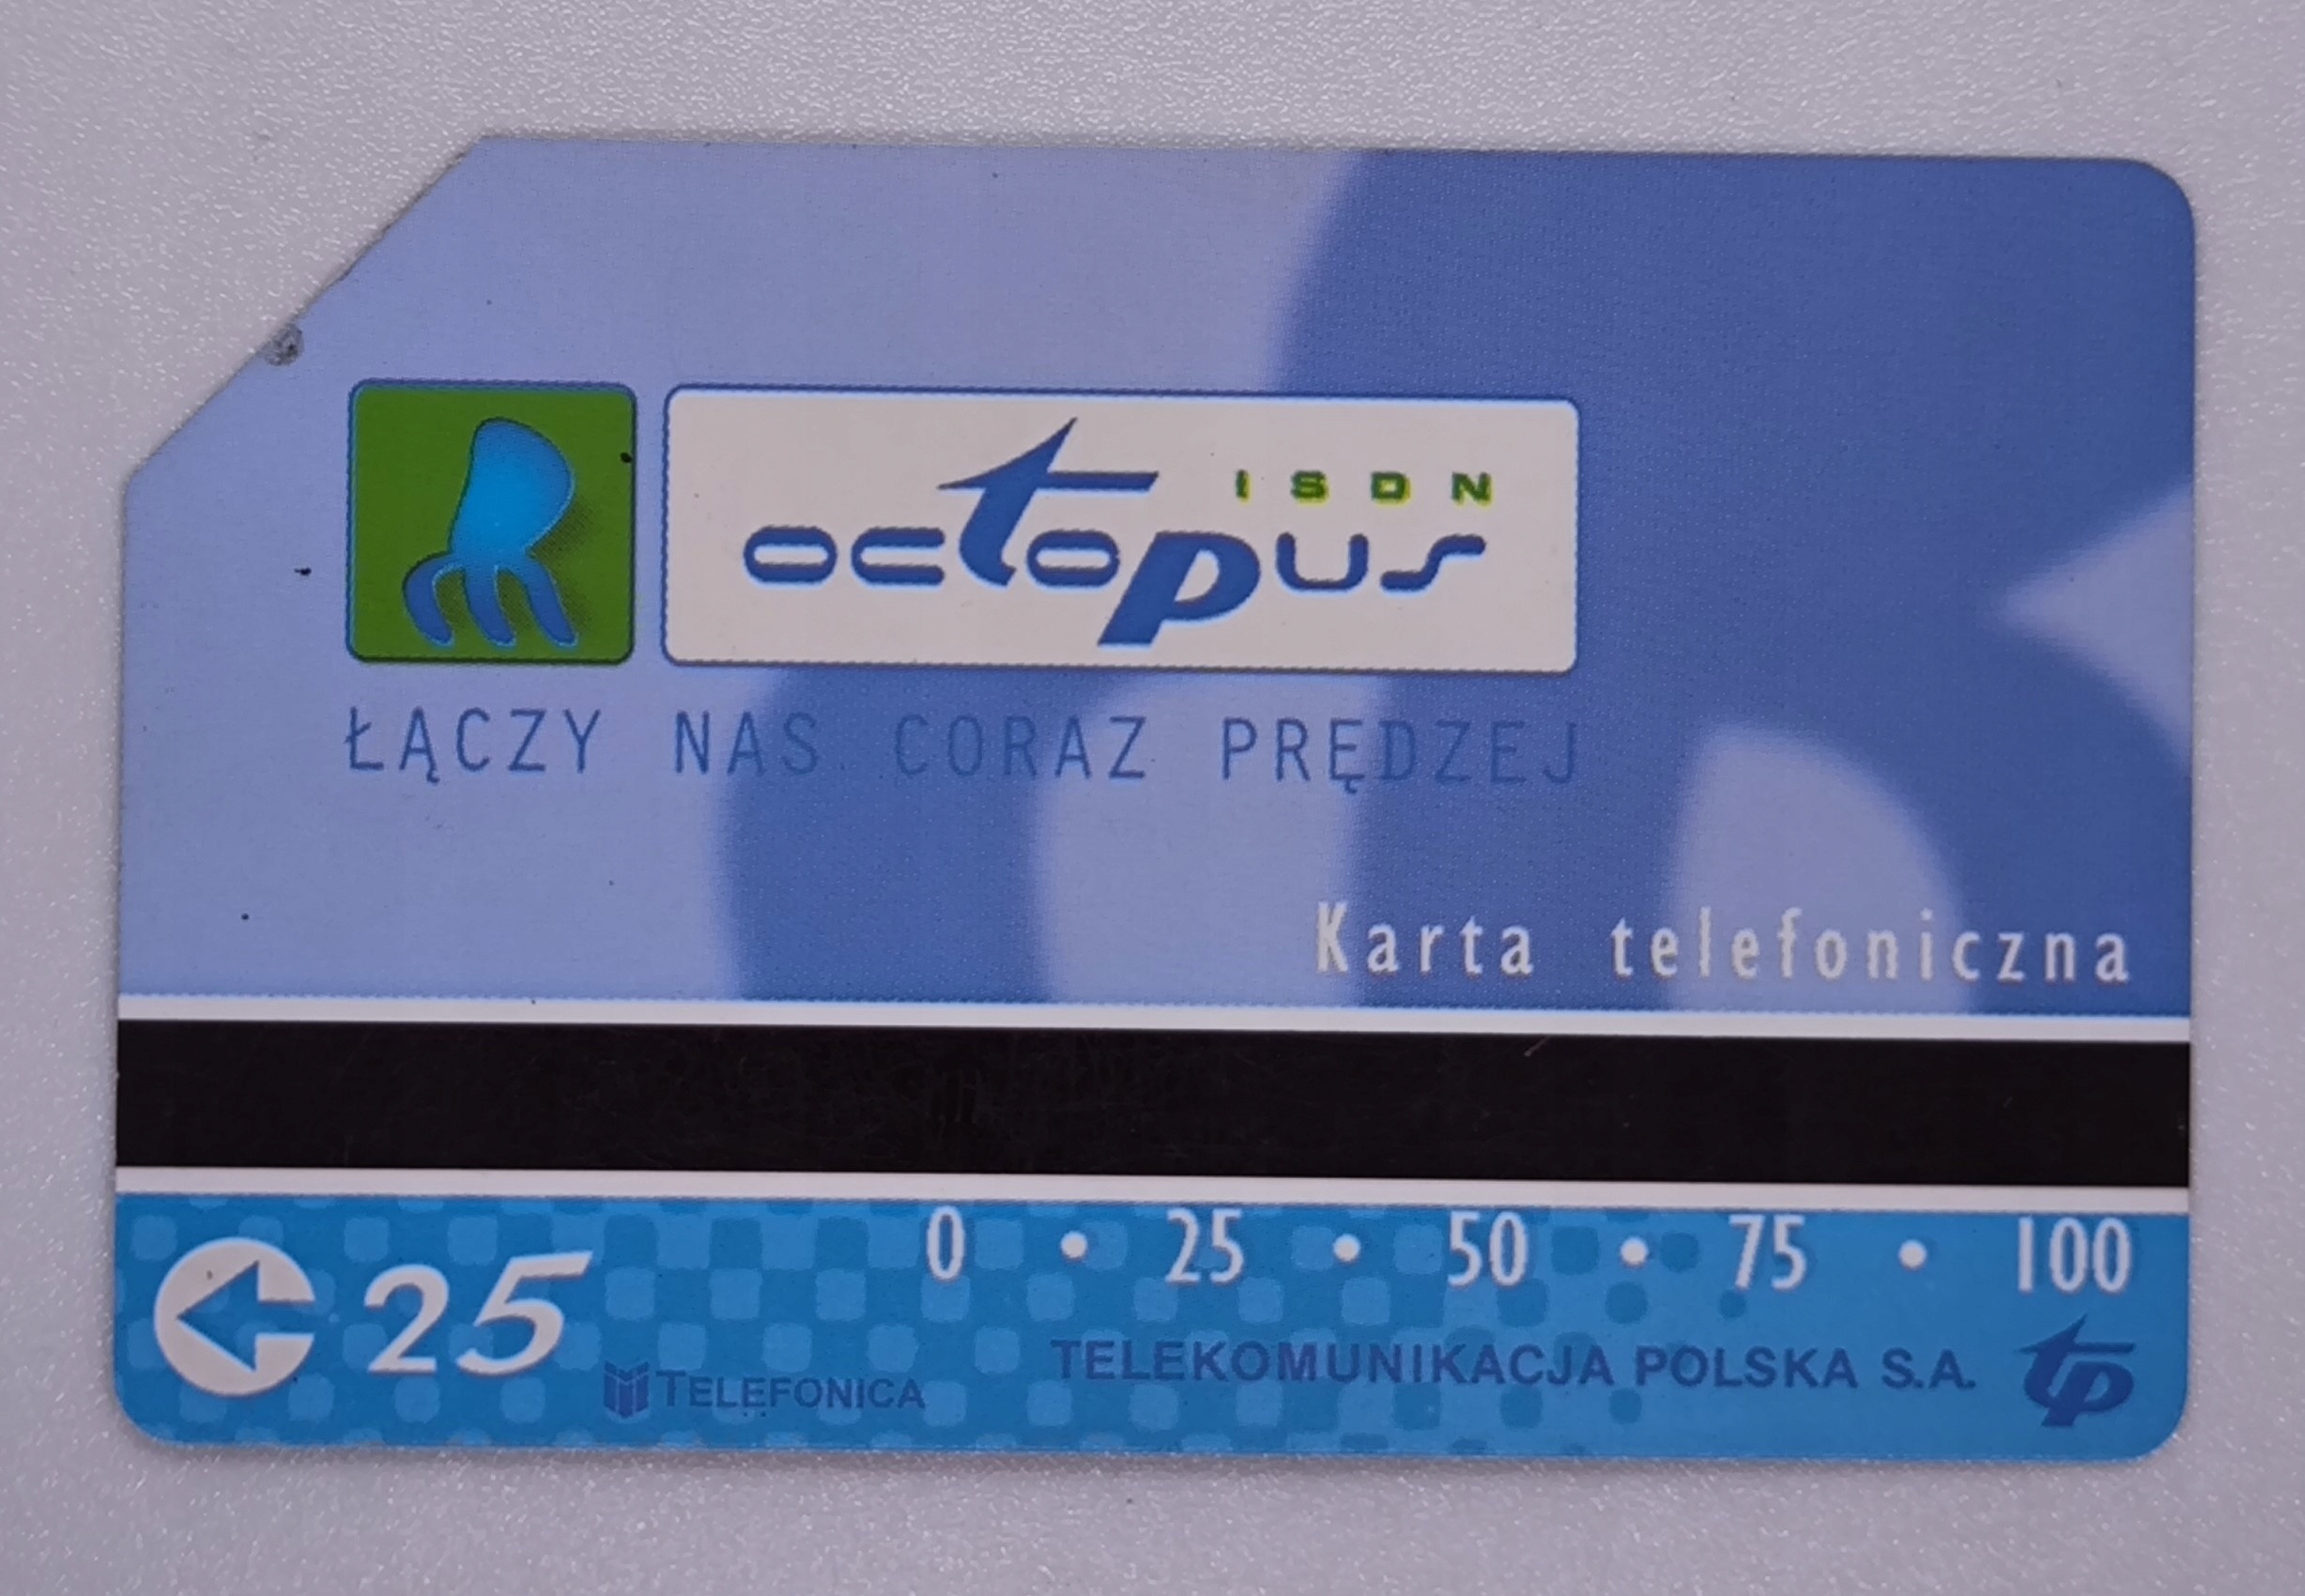 octopus ISDN
ŁĄCZY NAS CORAZ PRĘDZEJ
Karta telefoniczna
0 • 25 • 50 • 75 • 100
25
TELEFONICA
TELEKOMUNIKACJA POLSKA S.A. tp